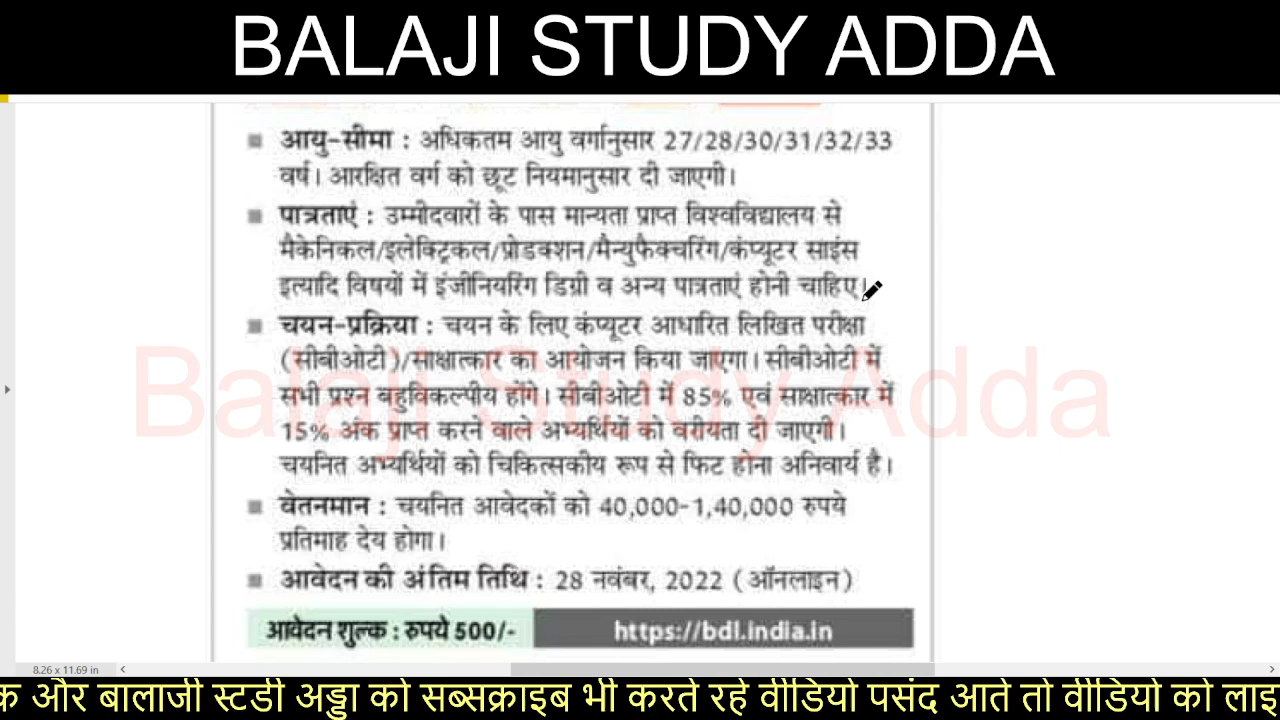 BALAJI STUDY ADDA
आयु-सीमा : अधिकतम आयु वर्गानुसार 27/28/30/31/32/33
वर्ष। आरक्षित वर्ग को छूट नियमानुसार दी जाएगी।
पात्रताएं : उम्मीदवारों के पास मान्यता प्राप्त विश्वविद्यालय से
मैकेनिकल/इलेक्ट्रिकल/प्रोडक्शन/मैन्युफैक्चरिंग/कंप्यूटर साइंस
इत्यादि विषयों में इंजीनियरिंग डिग्री व अन्य पात्रताएं होनी चाहिए।
चयन-प्रक्रिया : चयन के लिए कंप्यूटर आधारित लिखित परीक्षा
(सीबीओटी)/साक्षात्कार का आयोजन किया जाएगा। सीबीओटी में
सभी प्रश्न बहुविकल्पीय होंगे। सीबीओटी में 85% एवं साक्षात्कार में
15% अंक प्राप्त करने वाले अभ्यर्थियों को वरीयता दी जाएगी।
चयनित अभ्यर्थियों को चिकित्सकीय रूप से फिट होना अनिवार्य है।
Balaji Study Adda
वेतनमान : चयनित आवेदकों को 40,000-1,40,000 रुपये
प्रतिमाह देय होगा।
आवेदन की अंतिम तिथि : 28 नवंबर, 2022 (ऑनलाइन)
आवेदन शुल्क : रुपये 500/- https://bdl.india.in
8.26 x 11.69 in
और बालाजी स्टडी अड्डा को सब्सक्राइब भी करते रहे वीडियो पसंद आते तो वीडियो को लाइ